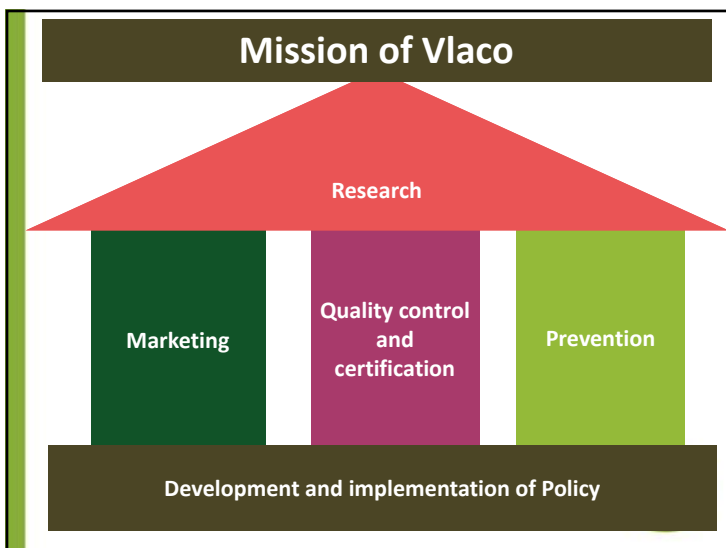 Mission of Vlaco
Research
Marketing
Quality control
and
certification
Prevention
Development and implementation of Policy